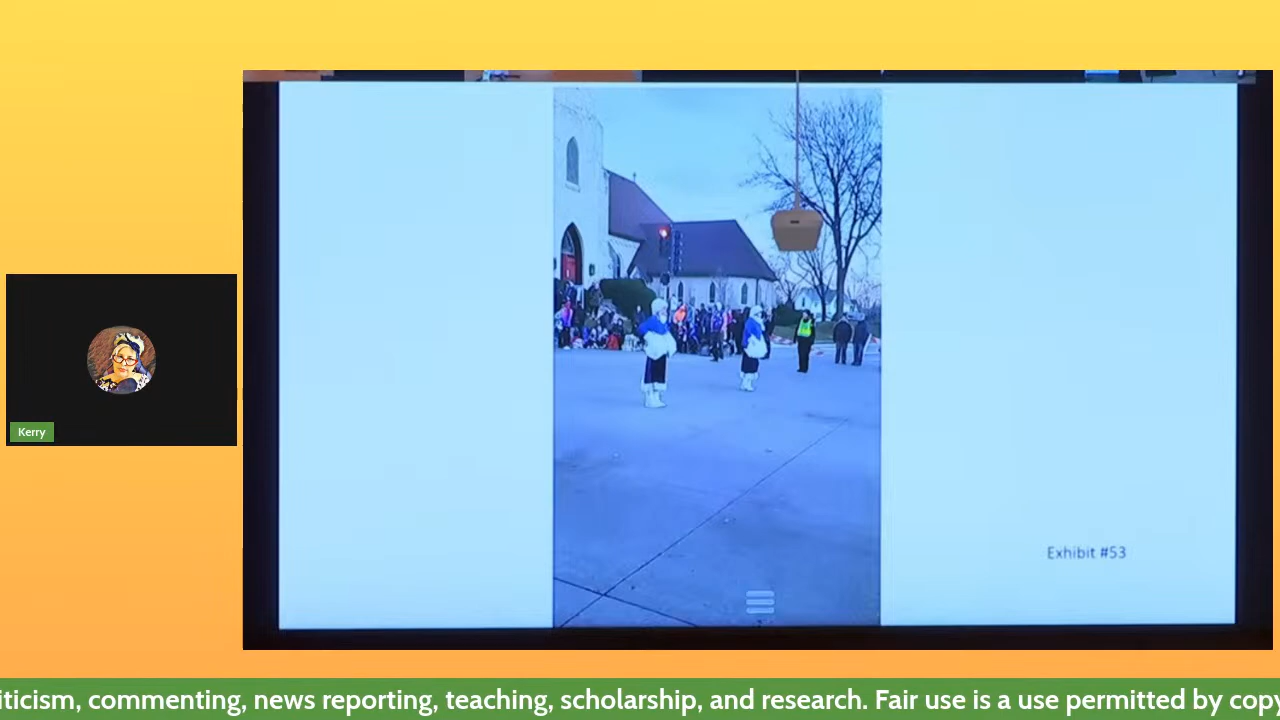 Kerry
Exhibit #53
iticism, commenting, news reporting, teaching, scholarship, and research. Fair use is a use permitted by copy